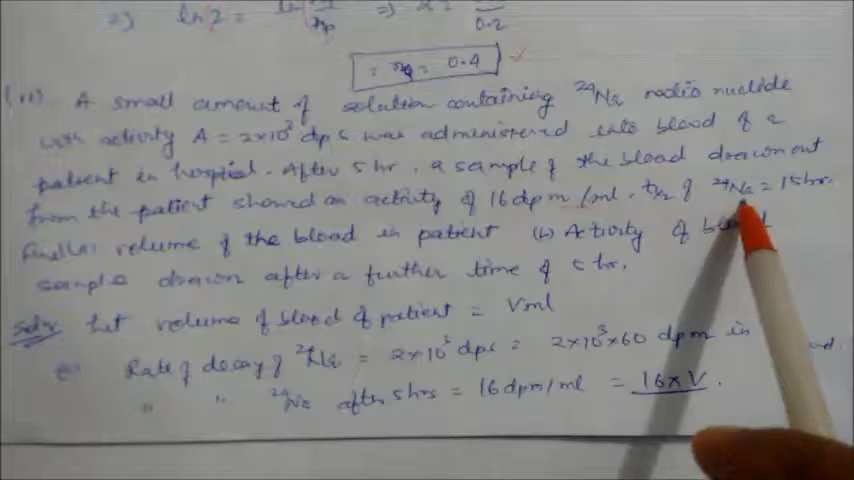 =) ln 2 = =) 0.2
= 0.4
(iii) A small amount of solution containing ²⁴Na radio nuclide
with activity A = 2×10³ dps was administered into blood of a
patient in hospital. After 5 hr, a sample of the blood drawn out
from the patient showed an activity of 16 dpm /ml. t½ of ²⁴Na = 15 hr.
Find (a) volume of the blood in patient (b) Activity of blood
sample drawn after a further time of 5 hr.
Soln Let volume of blood of patient = V ml
Rate of decay of ²⁴Na = 2×10³ dps = 2×10³×60 dpm in
" " ²⁴Na after 5 hrs = 16 dpm/ml = 16×V.